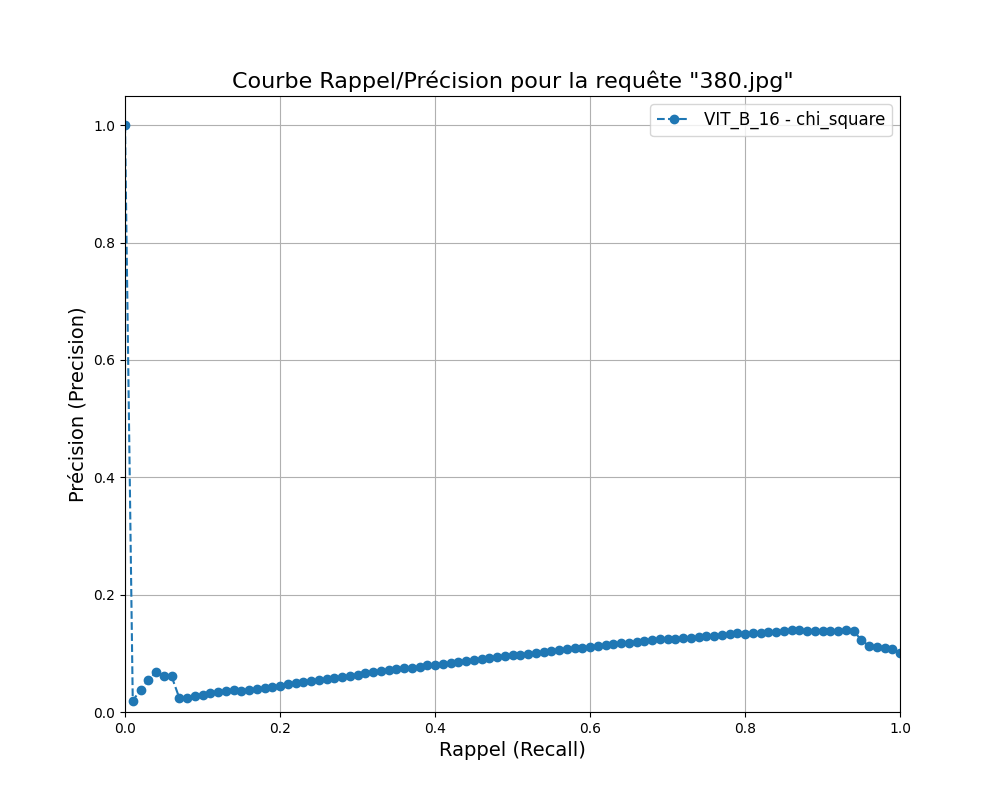 Courbe Rappel/Précision pour la requête "380.jpg"
VIT_B_16 - chi_square
1.0
0.8
0.6
0.4
0.2
0.0
Précision (Precision)
0.0 0.2 0.4 0.6 0.8 1.0
Rappel (Recall)